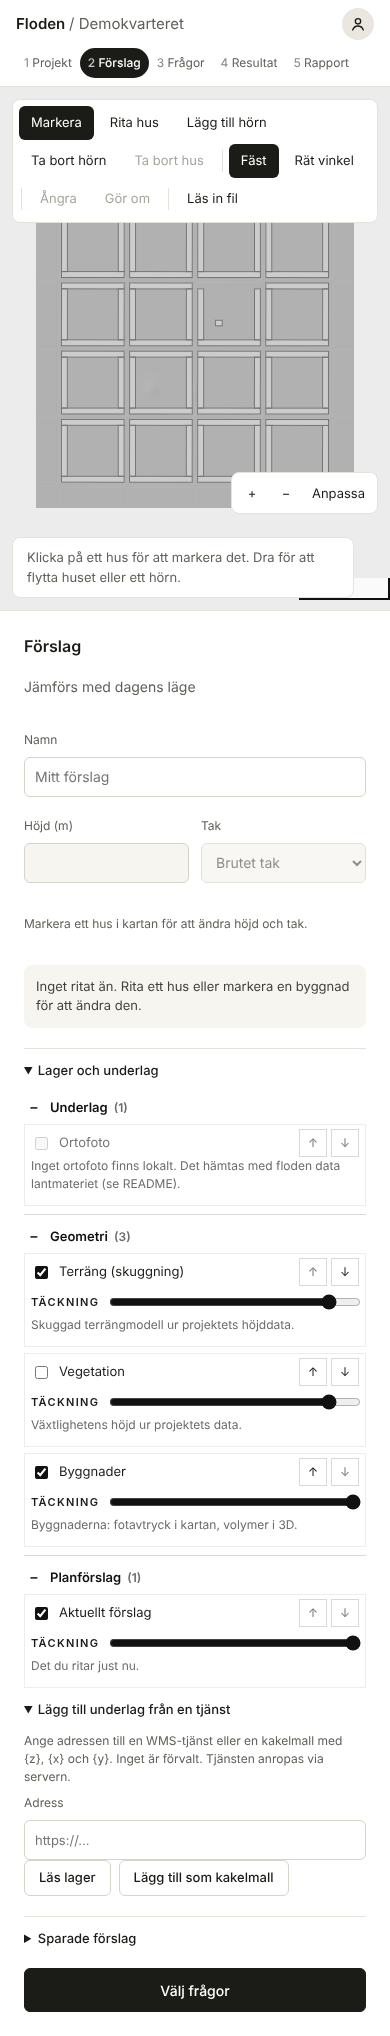 Floden / Demokvarteret
1 Projekt 2 Förslag 3 Frågor 4 Resultat 5 Rapport
Markera Rita hus Lägg till hörn
Ta bort hörn Ta bort hus Fäst Rät vinkel
Ångra Gör om Läs in fil
+ − Anpassa
Klicka på ett hus för att markera det. Dra för att
flytta huset eller ett hörn.
Förslag
Jämförs med dagens läge
Namn
Mitt förslag
Höjd (m) Tak
Brutet tak
Markera ett hus i kartan för att ändra höjd och tak.
Inget ritat än. Rita ett hus eller markera en byggnad
för att ändra den.
▼ Lager och underlag
− Underlag (1)
Ortofoto ↑ ↓
Inget ortofoto finns lokalt. Det hämtas med floden data
lantmateriet (se README).
− Geometri (3)
Terräng (skuggning) ↑ ↓
TÄCKNING
Skuggad terrängmodell ur projektets höjddata.
Vegetation ↑ ↓
TÄCKNING
Växtlighetens höjd ur projektets data.
Byggnader ↑ ↓
TÄCKNING
Byggnaderna: fotavtryck i kartan, volymer i 3D.
− Planförslag (1)
Aktuellt förslag ↑ ↓
TÄCKNING
Det du ritar just nu.
▼ Lägg till underlag från en tjänst
Ange adressen till en WMS-tjänst eller en kakelmall med
{z}, {x} och {y}. Inget är förvalt. Tjänsten anropas via
servern.
Adress
https://...
Läs lager Lägg till som kakelmall
▶ Sparade förslag
Välj frågor